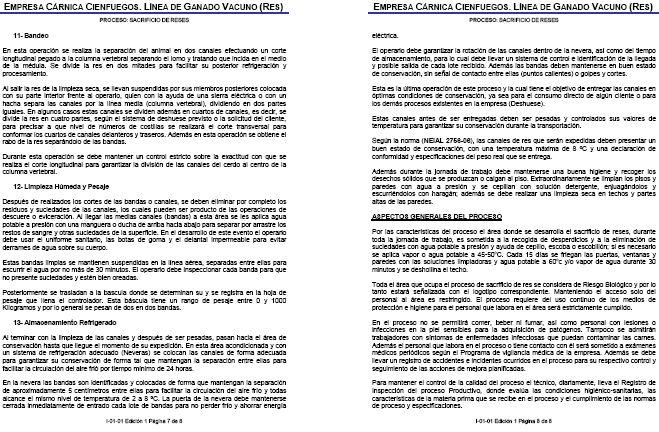 EMPRESA CÁRNICA CIENFUEGOS. LÍNEA DE GANADO VACUNO (RES)
PROCESO: SACRIFICIO DE RESES
11- Bandeo
En esta operación se realiza la separación del animal en dos canales efectuando un corte
longitudinal pegado a la columna vertebral separando el lomo y tratando que incida en el medio
de la médula. Se divide la res en dos mitades para facilitar su posterior refrigeración y
procesamiento.
Al salir la res de la limpieza seca, se llevan suspendidas por sus miembros posteriores colocada
con su parte interior frente al operario, quien con la ayuda de una sierra eléctrica o con un
hacha separa las canales por la línea media (columna vertebral), dividiendo en dos partes
iguales. En algunos casos estas canales se dividen además en cuartos de canales, es decir, se
divide la res en cuatro partes, según el sistema de deshueso previsto o la solicitud del cliente,
para precisar a que nivel de números de costillas se realizará el corte transversal para
conformar los cuartos de canales delanteros y traseros. Además en esta operación se obtiene el
rabo de la res separándolo de las bandas.
Durante esta operación se debe mantener un control estricto sobre la exactitud con que se
realiza el corte longitudinal para garantizar la división de las canales del cerdo al centro de la
columna vertebral.
12- Limpieza Húmeda y Pesaje
Después de realizados los cortes de las bandas o canales, se deben eliminar por completo los
residuos y suciedades de las canales, los cuales pueden ser producto de las operaciones de
descuere o evisceración. Al llegar las medias canales (bandas) a esta área se les aplica agua
potable a presión con una manguera o ducha de arriba hacia abajo para separar por arrastre los
restos de sangre y otras suciedades de la superficie. En el desarrollo de este evento el operario
debe usar el uniforme sanitario, las botas de goma y el delantal impermeable para evitar
derrames de agua sobre su cuerpo.
Estas bandas limpias se mantienen suspendidas en la línea aérea, separadas entre ellas para
escurrir el agua por no más de 30 minutos. El operario debe inspeccionar cada banda para que
no presente suciedades y estén bien oreadas.
Posteriormente se trasladan a la báscula donde se determinan su y se registra en la hoja de
pesaje que llena el controlador. Esta báscula tiene un rango de pesaje entre 0 y 1000
Kilogramos y por lo general se pesan de dos en dos bandas.
13- Almacenamiento Refrigerado
Al terminar con la limpieza de las canales y después de ser pesadas, pasan hacia el área de
conservación hasta que llegue el momento de su expedición. En esta área acondicionada y con
un sistema de refrigeración adecuado (Neveras) se colocan las canales de forma adecuada
para garantizar su conservación de forma tal que mantengan la separación entre ellas para
facilitar la circulación del aire frío por tiempo mínimo de 24 horas.
En la nevera las bandas son identificadas y colocadas de forma que mantengan la separación
de aproximadamente 5 centímetros entre ellas para facilitar la circulación del aire frío y todas
alcance el mismo nivel de temperatura de 2 a 8 ºC. La puerta de la nevera debe mantenerse
cerrada inmediatamente de entrado cada lote de bandas para no perder frío y ahorrar energía
I-01-01 Edición 1 Página 7 de 8
EMPRESA CÁRNICA CIENFUEGOS. LÍNEA DE GANADO VACUNO (RES)
PROCESO: SACRIFICIO DE RESES
eléctrica.
El operario debe garantizar la rotación de las canales dentro de la nevera, así como del tiempo
de almacenamiento, para lo cual debe llevar un sistema de control e identificación de la llegada
y posible salida de cada lote recibido. Además las bandas deben mantenerse en buen estado
de conservación, sin señal de contacto entre ellas (puntos calientes) o golpes y cortes.
Esta es la última operación de este proceso y la cual tiene el objetivo de entregar las canales en
óptimas condiciones de conservación, ya sea para el consumo directo de algún cliente o para
los demás procesos existentes en la empresa (Deshuese).
Estas canales antes de ser entregadas deben ser pesadas y controlados sus valores de
temperatura para garantizar su conservación durante la transportación.
Según la norma (NEIAL 2756-06), las canales de res que serán expedidas deben presentar un
buen estado de conservación, con una temperatura máxima de 8 ºC y una declaración de
conformidad y especificaciones del peso real que se entrega.
Además durante la jornada de trabajo debe mantenerse una buena higiene y recoger los
desechos sólidos que se produzcan o caigan al piso. Extraordinariamente se limpian los pisos y
paredes con agua a presión y se cepillan con solución detergente, enjuagándolos y
escurriéndolos con haragán; además se debe realizar una limpieza seca en techos y partes
altas de las paredes.
ASPECTOS GENERALES DEL PROCESO
Por las características del proceso el área donde se desarrolla el sacrificio de reses, durante
toda la jornada de trabajo, es sometida a la recogida de desperdicios y a la eliminación de
suciedades con agua potable a presión y ayuda de cepillo, escoba o escobillón; si es necesario
se aplica vapor o agua potable a 45-50°C. Cada 15 días se friegan las puertas, ventanas y
paredes con las soluciones limpiadoras y agua potable a 60°c y/o vapor de agua durante 30
minutos y se deshollina el techo.
Toda el área que ocupa el proceso de sacrificio de res se considera de Riesgo Biológico y por lo
tanto estará señalizada con el logotipo correspondiente. Manteniendo el acceso solo del
personal al área es restringido. El proceso requiere del uso continuo de los medios de
protección e higiene para el personal que labora en el área será estrictamente cumplido.
En el proceso no se permitirá comer, beber ni fumar, así como personal con lesiones o
infecciones en la piel sensibles para la adquisición de patógenos. Tampoco se admitirán
trabajadores con síntomas de enfermedades infecciosas que puedan contaminar las carnes.
Además el personal que labora en el proceso o tiene contacto con él será sometido a exámenes
médicos periódicos según el Programa de vigilancia médica de la empresa. Además se debe
llevar un registro de accidentes e incidentes ocurridos en el proceso para su respectivo control y
seguimiento de las acciones de mejora planificadas.
Para mantener el control de la calidad del proceso el técnico, diariamente, lleva el Registro de
Inspección del proceso Productivo, donde evalúa las condiciones higiénico-sanitarias, las
características de la materia prima que se recibe en el proceso y el cumplimiento de las normas
de proceso y especificaciones.
I-01-01 Edición 1 Página 8 de 8